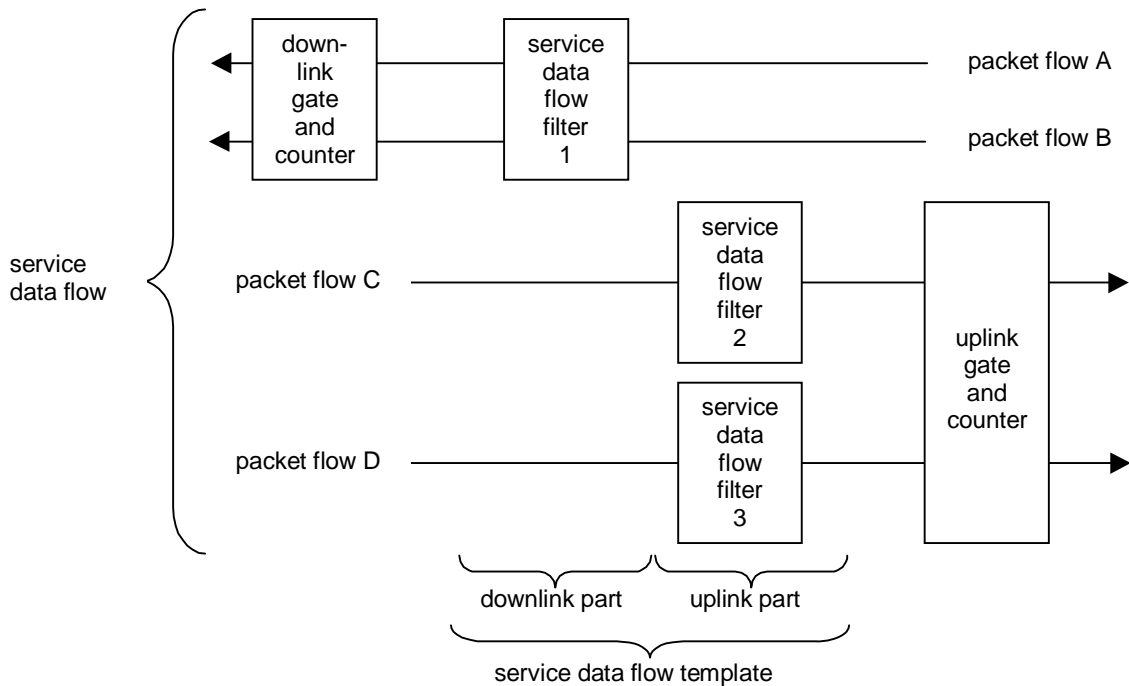 down-
link
gate
and
counter
service
data
flow
filter
1
packet flow A
packet flow B
service
data flow
packet flow C
service
data
flow
filter
2
uplink
gate
and
counter
packet flow D
service
data
flow
filter
3
downlink part
uplink part
service data flow template